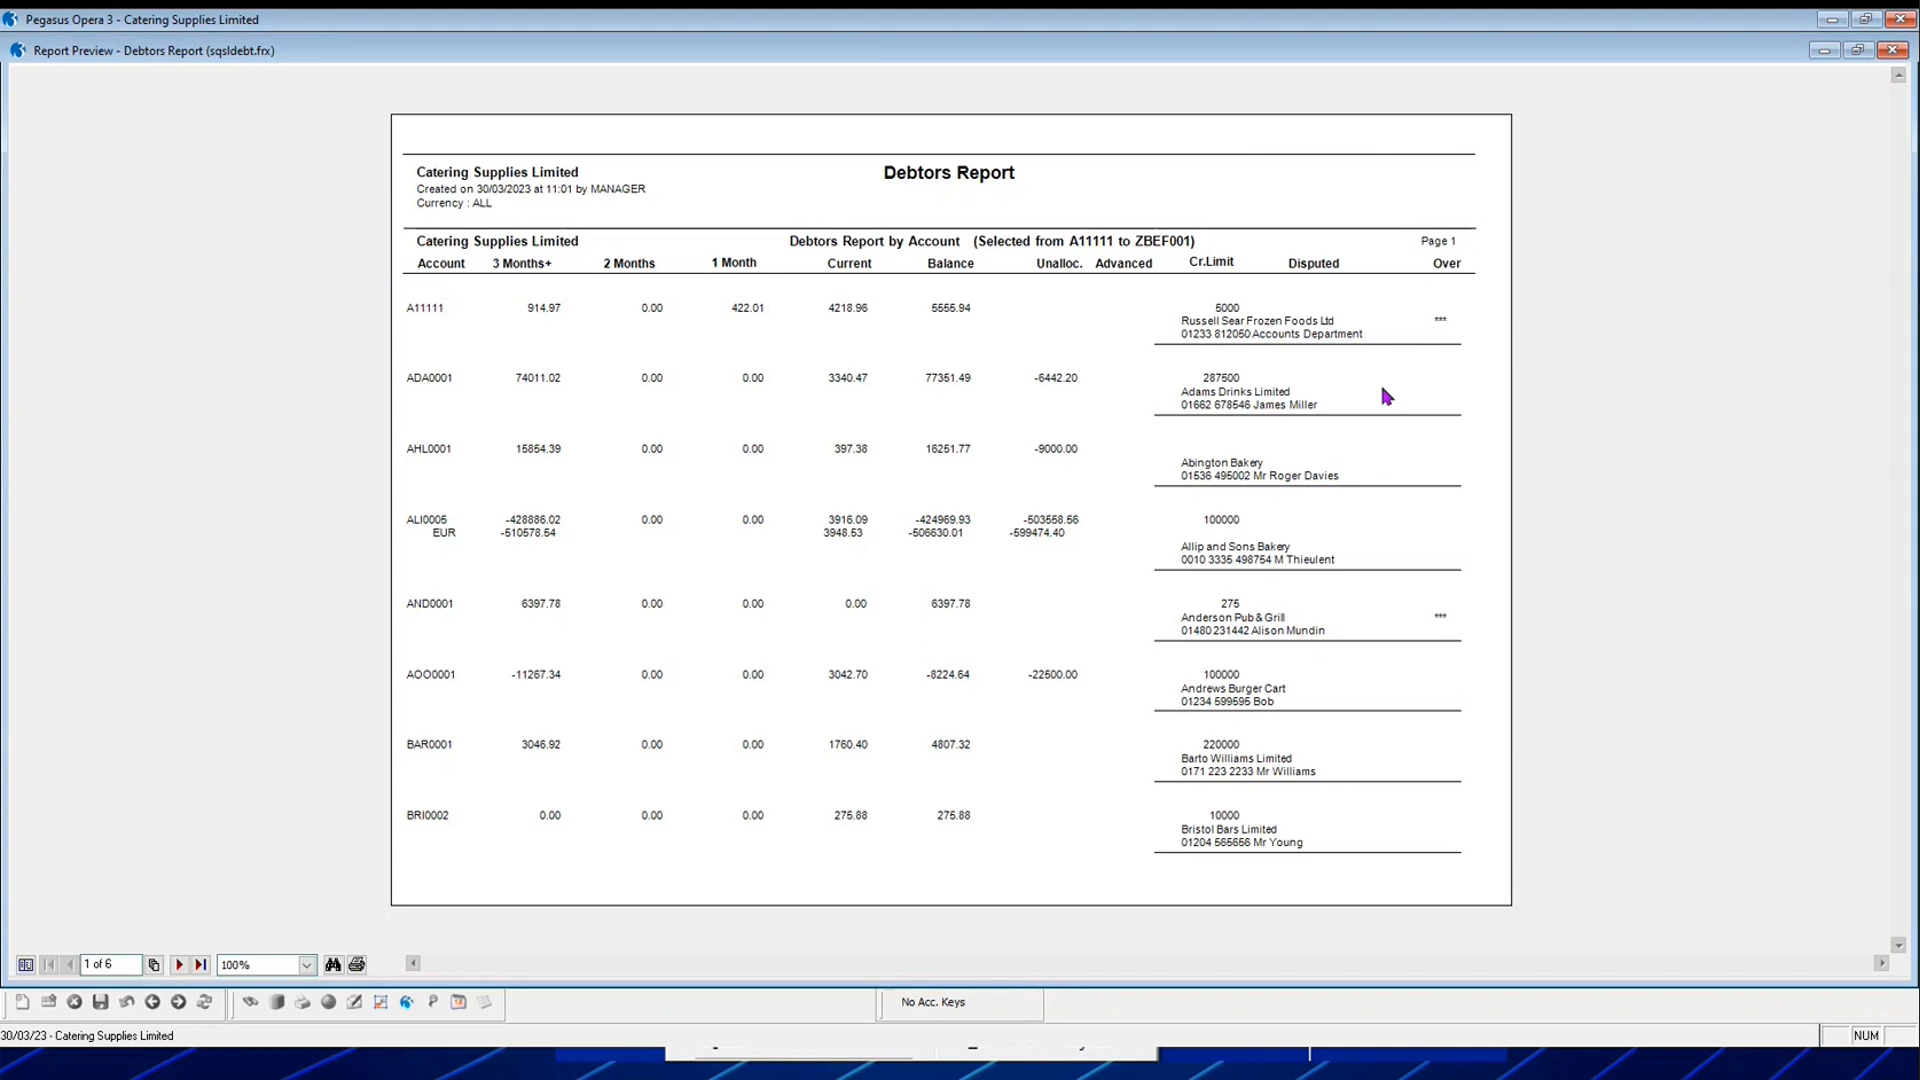 Pegasus Opera 3 - Catering Supplies Limited
Report Preview - Debtors Report (sqsldebt.frx)
Catering Supplies Limited Debtors Report
Created on 30/03/2023 at 11:01 by MANAGER
Currency : ALL
Catering Supplies Limited Debtors Report by Account (Selected from A11111 to ZBEF001) Page 1
Account 3 Months+ 2 Months 1 Month Current Balance Unalloc. Advanced Cr.Limit Disputed Over
A11111 914.97 0.00 422.01 4218.96 5555.94 5000
Russell Sear Frozen Foods Ltd ***
01233 812050 Accounts Department
ADA0001 74011.02 0.00 0.00 3340.47 77351.49 -6442.20 287500
Adams Drinks Limited
01662 678546 James Miller
AHL0001 15854.39 0.00 0.00 397.38 16251.77 -9000.00
Abington Bakery
01536 495002 Mr Roger Davies
ALI0005 -428886.02 0.00 0.00 3916.09 -424969.93 -503558.56 100000
EUR -510578.54 3948.53 -506630.01 -599474.40
Allip and Sons Bakery
0010 3335 498754 M Thieulent
AND0001 6397.78 0.00 0.00 0.00 6397.78 275
Anderson Pub & Grill ***
01480 231442 Alison Mundin
AOO0001 -11267.34 0.00 0.00 3042.70 -8224.64 -22500.00 100000
Andrews Burger Cart
01234 599595 Bob
BAR0001 3046.92 0.00 0.00 1760.40 4807.32 220000
Barto Williams Limited
0171 223 2233 Mr Williams
BRI0002 0.00 0.00 0.00 275.88 275.88 10000
Bristol Bars Limited
01204 565656 Mr Young
1 of 6 100%
No Acc. Keys
30/03/23 - Catering Supplies Limited NUM